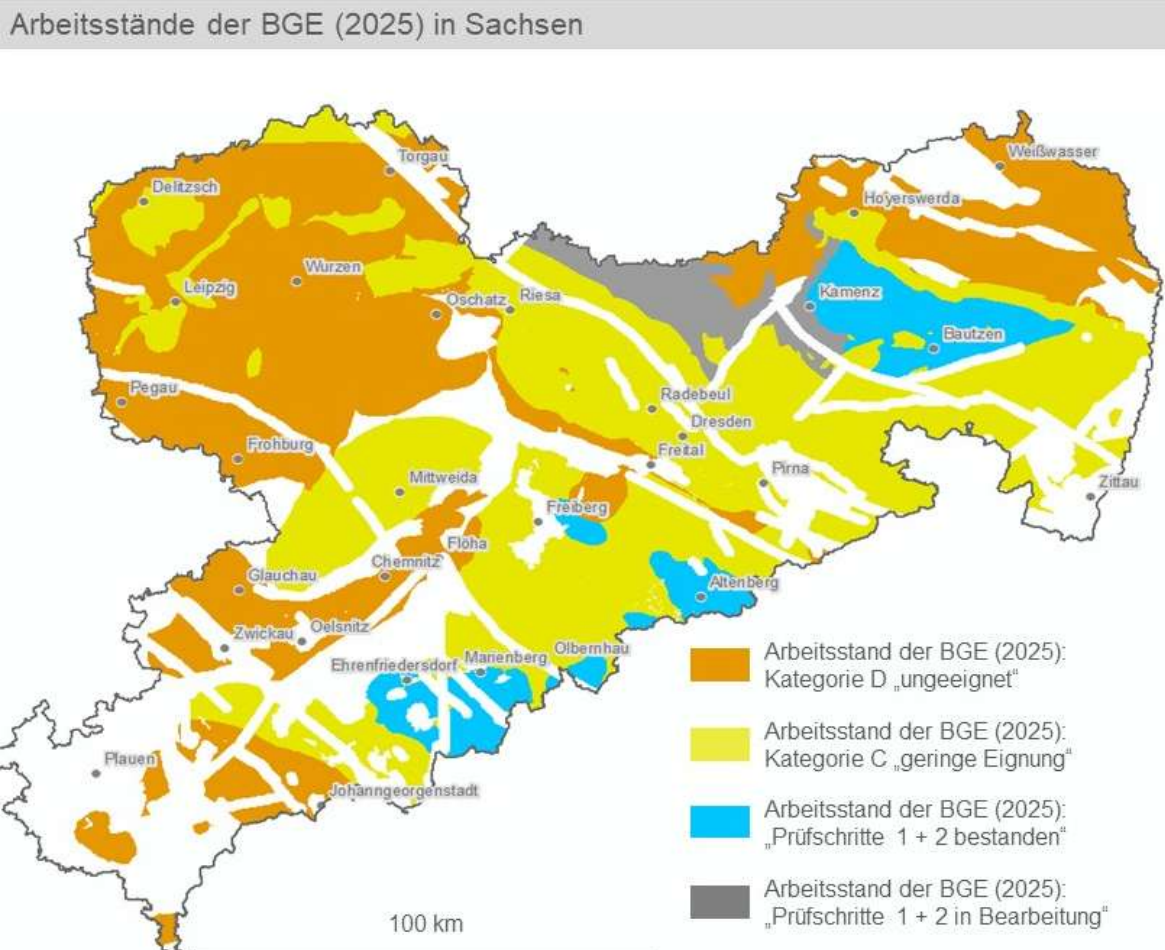 Arbeitsstände der BGE (2025) in Sachsen
Torgau
Weißwasser
Delitzsch
Hoyerswerda
Wurzen
Leipzig
Riesa
Kamenz
Oschatz
Bautzen
Pegau
Radebeul
Dresden
Frohburg
Freital
Pirna
Mittweida
Zittau
Freiberg
Flöha
Chemnitz
Glauchau
Altenberg
Zwickau
Oelsnitz
Olbernhau
Ehrenfriedersdorf
Marienberg
Plauen
Johanngeorgenstadt
Arbeitsstand der BGE (2025):
Kategorie D „ungeeignet“
Arbeitsstand der BGE (2025):
Kategorie C „geringe Eignung“
Arbeitsstand der BGE (2025):
„Prüfschritte 1 + 2 bestanden“
Arbeitsstand der BGE (2025):
„Prüfschritte 1 + 2 in Bearbeitung“
100 km